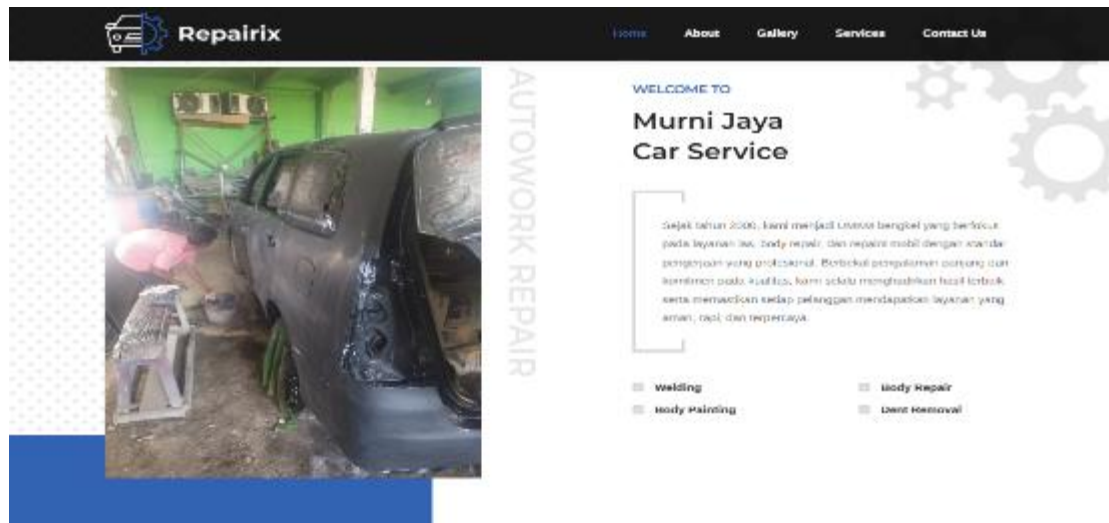 Repairix
Home About Gallery Services Contact Us
AUTOWORK REPAIR
WELCOME TO
Murni Jaya
Car Service
Sejak tahun 2000, kami menjadi UMKM bengkel yang berfokus
pada layanan las, body repair, dan repaint mobil dengan standar
pengerjaan yang profesional. Berbekal pengalaman panjang dan
komitmen pada kualitas, kami selalu menghadirkan hasil terbaik
serta memastikan setiap pelanggan mendapatkan layanan yang
aman, rapi, dan terpercaya.
Welding Body Repair
Body Painting Dent Removal